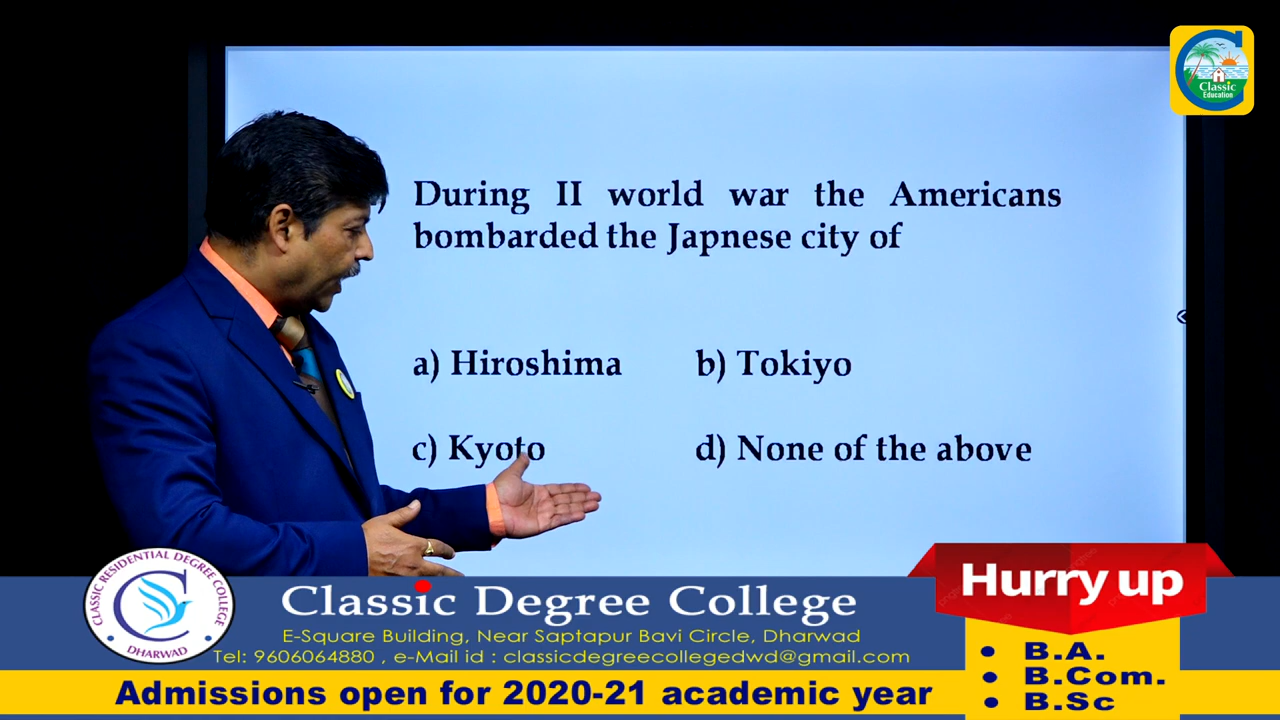 Classic
Education
During II world war the Americans
bombarded the Japnese city of
a) Hiroshima b) Tokiyo
c) Kyoto d) None of the above
CLASSIC RESIDENTIAL DEGREE COLLEGE
DHARWAD
Classic Degree College
E-Square Building, Near Saptapur Bavi Circle, Dharwad
Tel: 9606064880 , e-Mail id : classicdegreecollegedwd@gmail.com
Admissions open for 2020-21 academic year
Hurry up
• B.A.
• B.Com.
• B.Sc